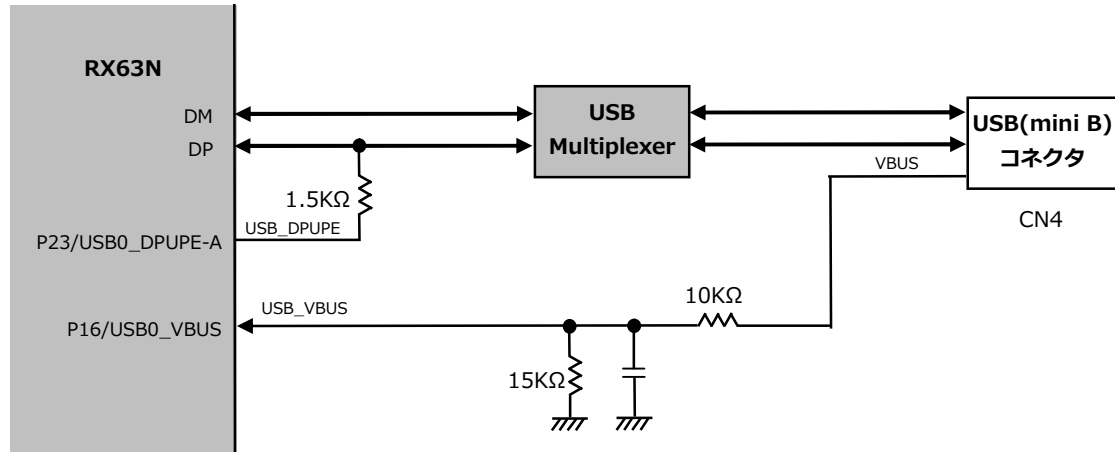 RX63N
DM
DP
USB
Multiplexer
USB(mini B)
コネクタ
VBUS
CN4
1.5KΩ
USB_DPUPE
P23/USB0_DPUPE-A
10KΩ
USB_VBUS
P16/USB0_VBUS
15KΩ